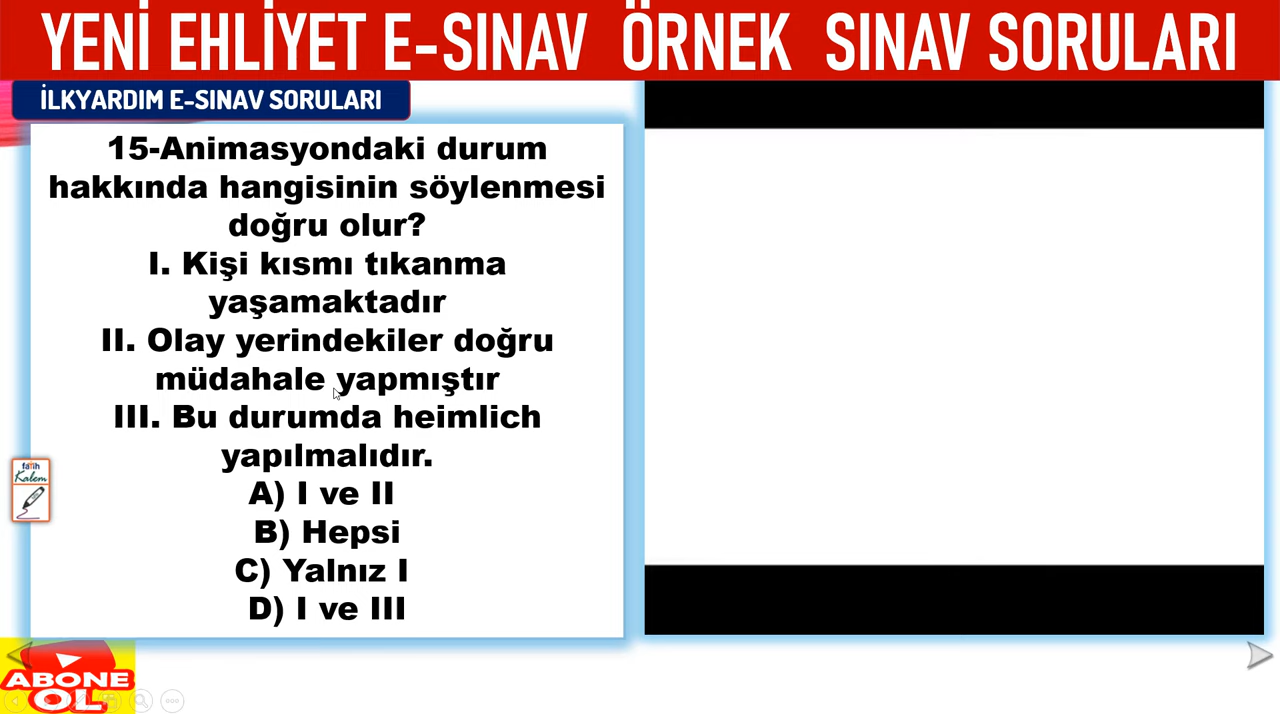 YENİ EHLİYET E-SINAV ÖRNEK SINAV SORULARI
İLKYARDIM E-SINAV SORULARI
15-Animasyondaki durum
hakkında hangisinin söylenmesi
doğru olur?
I. Kişi kısmı tıkanma
yaşamaktadır
II. Olay yerindekiler doğru
müdahale yapmıştır
III. Bu durumda heimlich
yapılmalıdır.
A) I ve II
B) Hepsi
C) Yalnız I
D) I ve III
fatih
Kalem
ABONE
OL